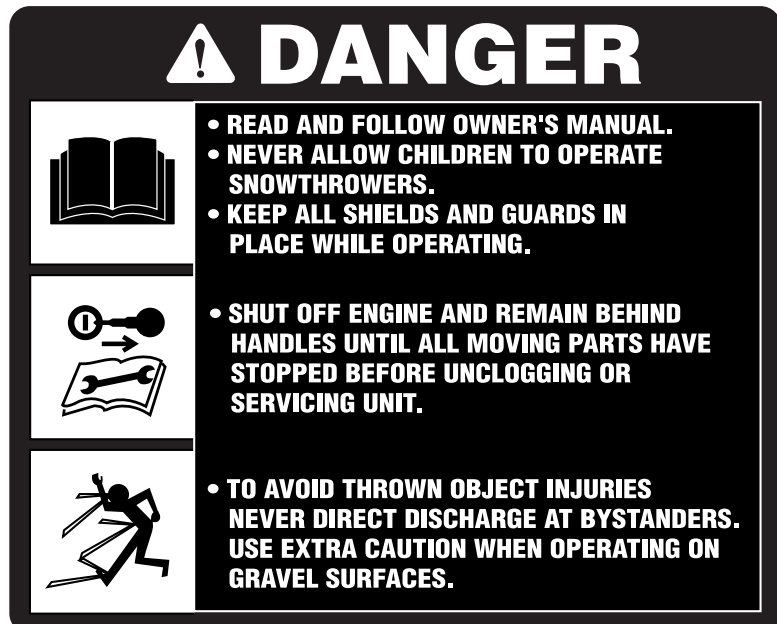 DANGER
• READ AND FOLLOW OWNER'S MANUAL.
• NEVER ALLOW CHILDREN TO OPERATE
SNOWTHROWERS.
• KEEP ALL SHIELDS AND GUARDS IN
PLACE WHILE OPERATING.
• SHUT OFF ENGINE AND REMAIN BEHIND
HANDLES UNTIL ALL MOVING PARTS HAVE
STOPPED BEFORE UNCLOGGING OR
SERVICING UNIT.
• TO AVOID THROWN OBJECT INJURIES
NEVER DIRECT DISCHARGE AT BYSTANDERS.
USE EXTRA CAUTION WHEN OPERATING ON
GRAVEL SURFACES.